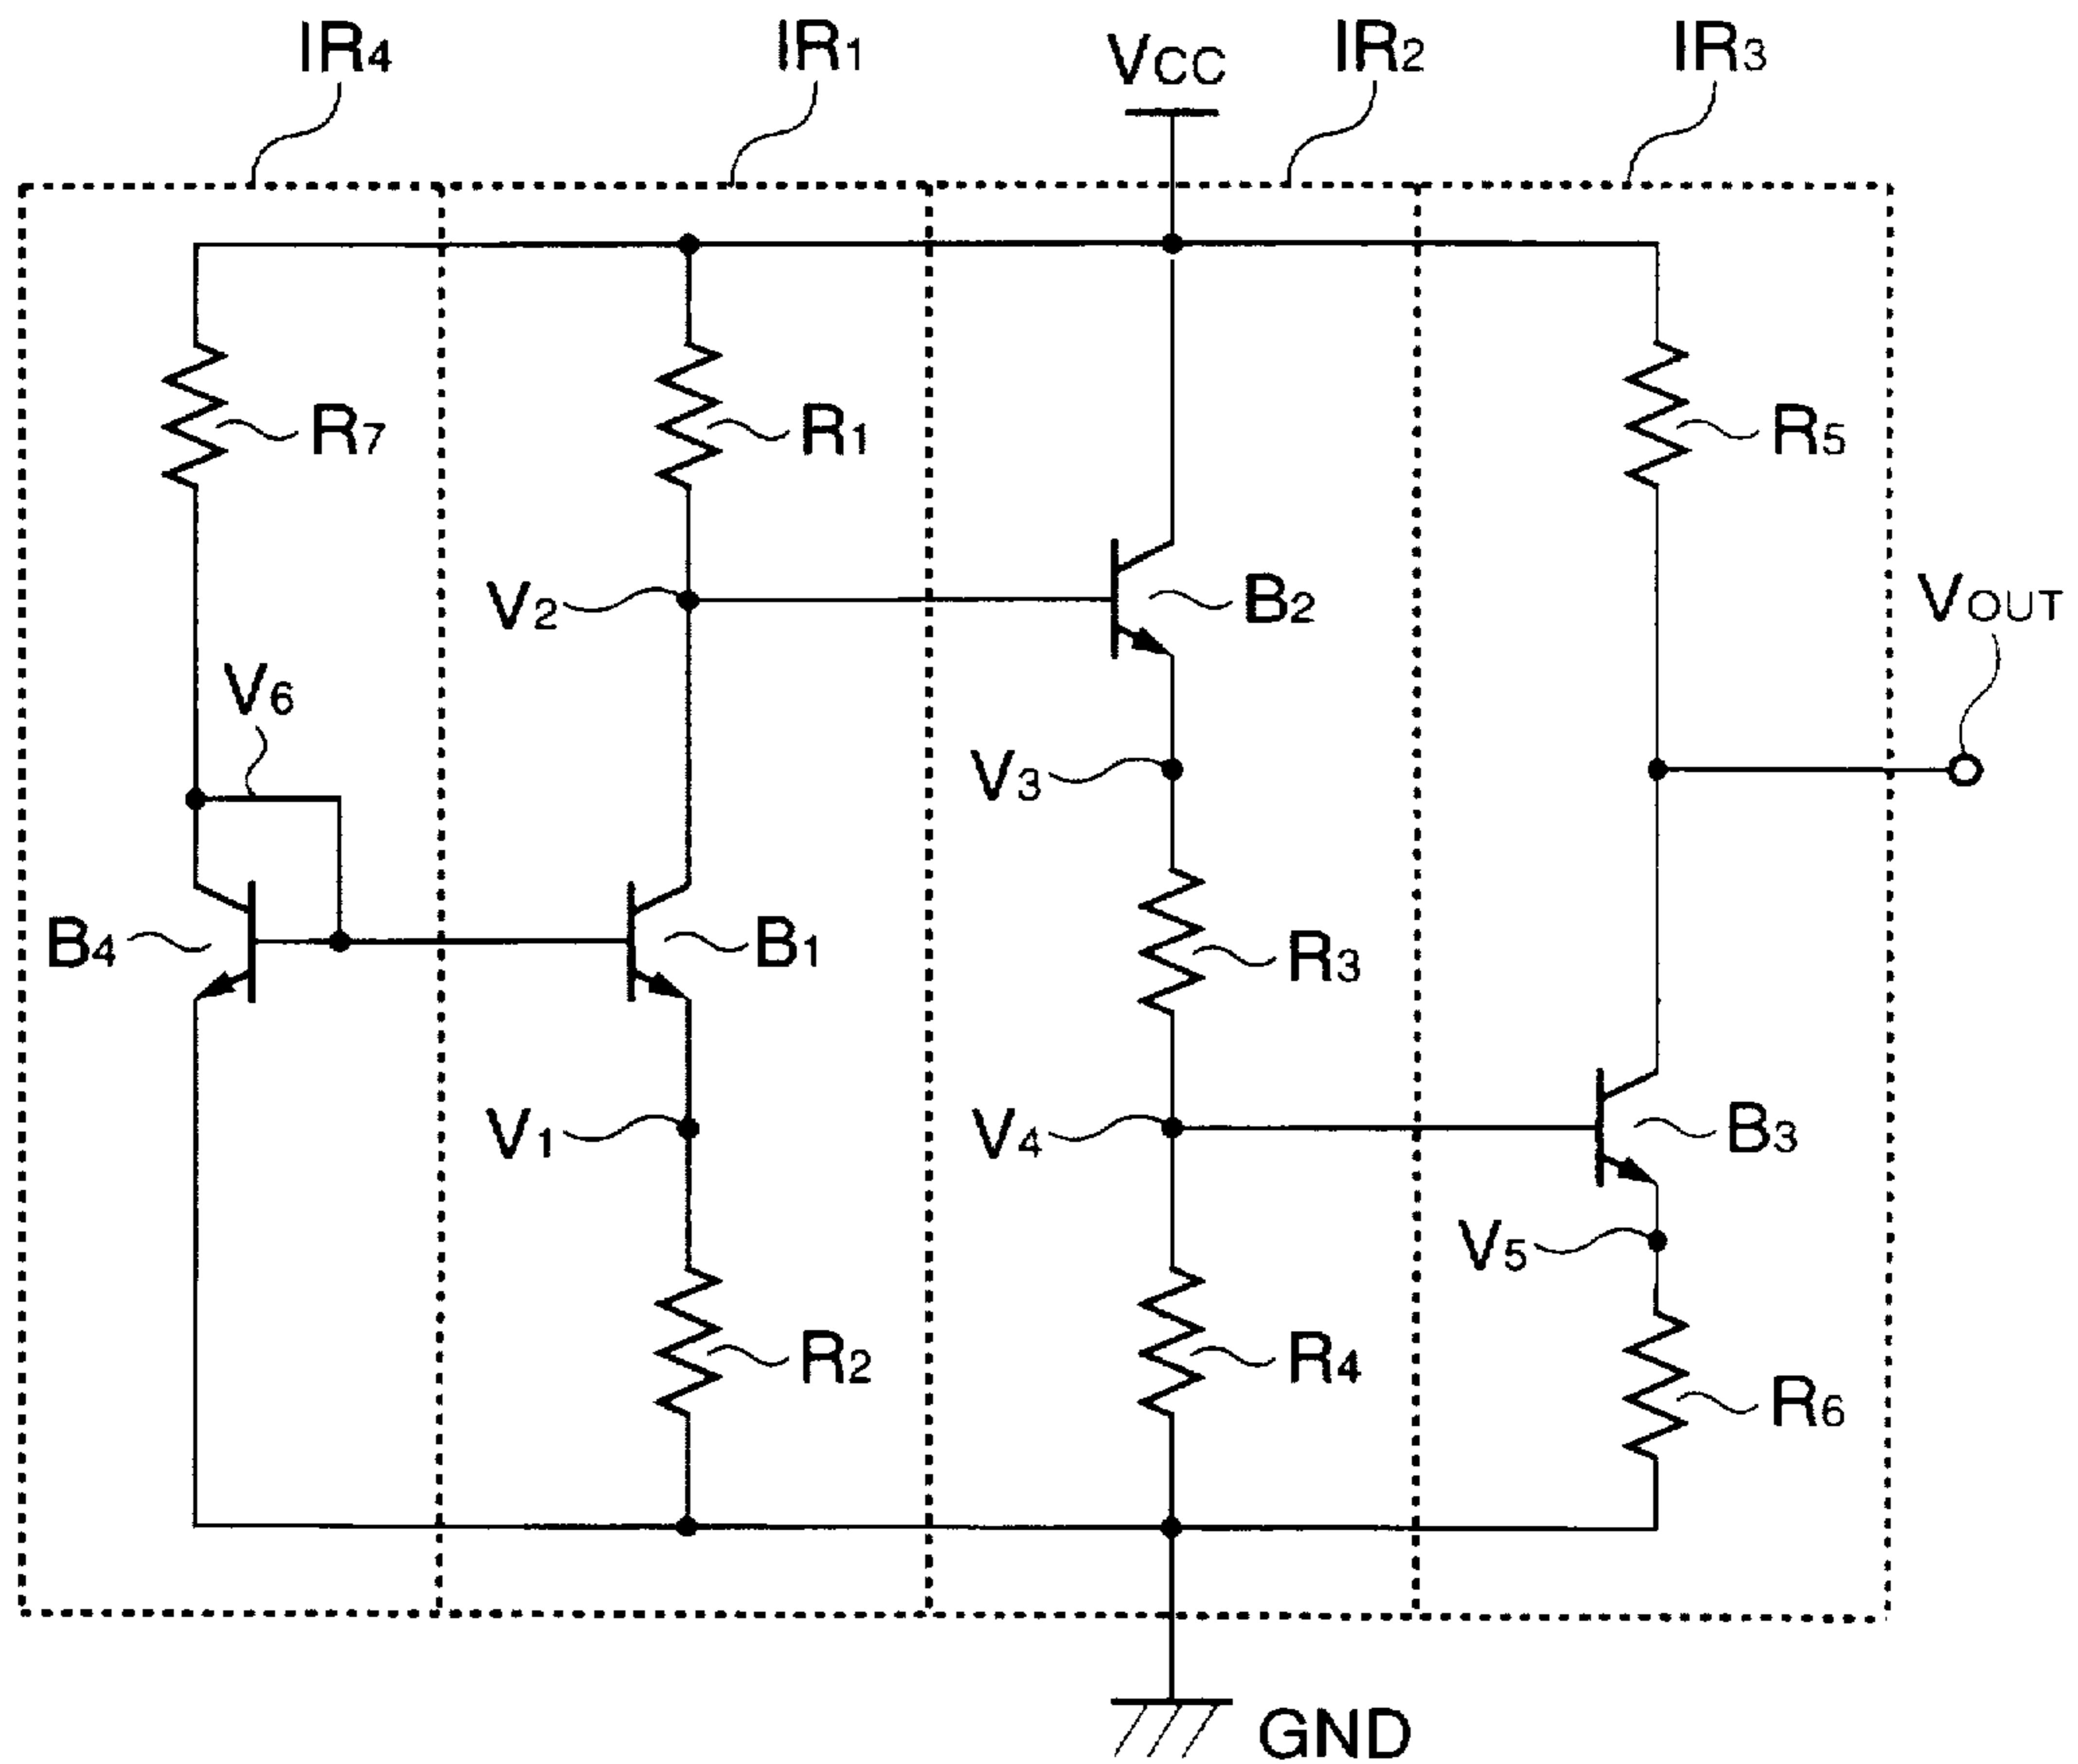 IR4
IR1
VCC
IR2
IR3
R7
R1
R5
V2
B2
VOUT
V6
V3
B4
B1
R3
V1
V4
B3
V5
R2
R4
R6
GND